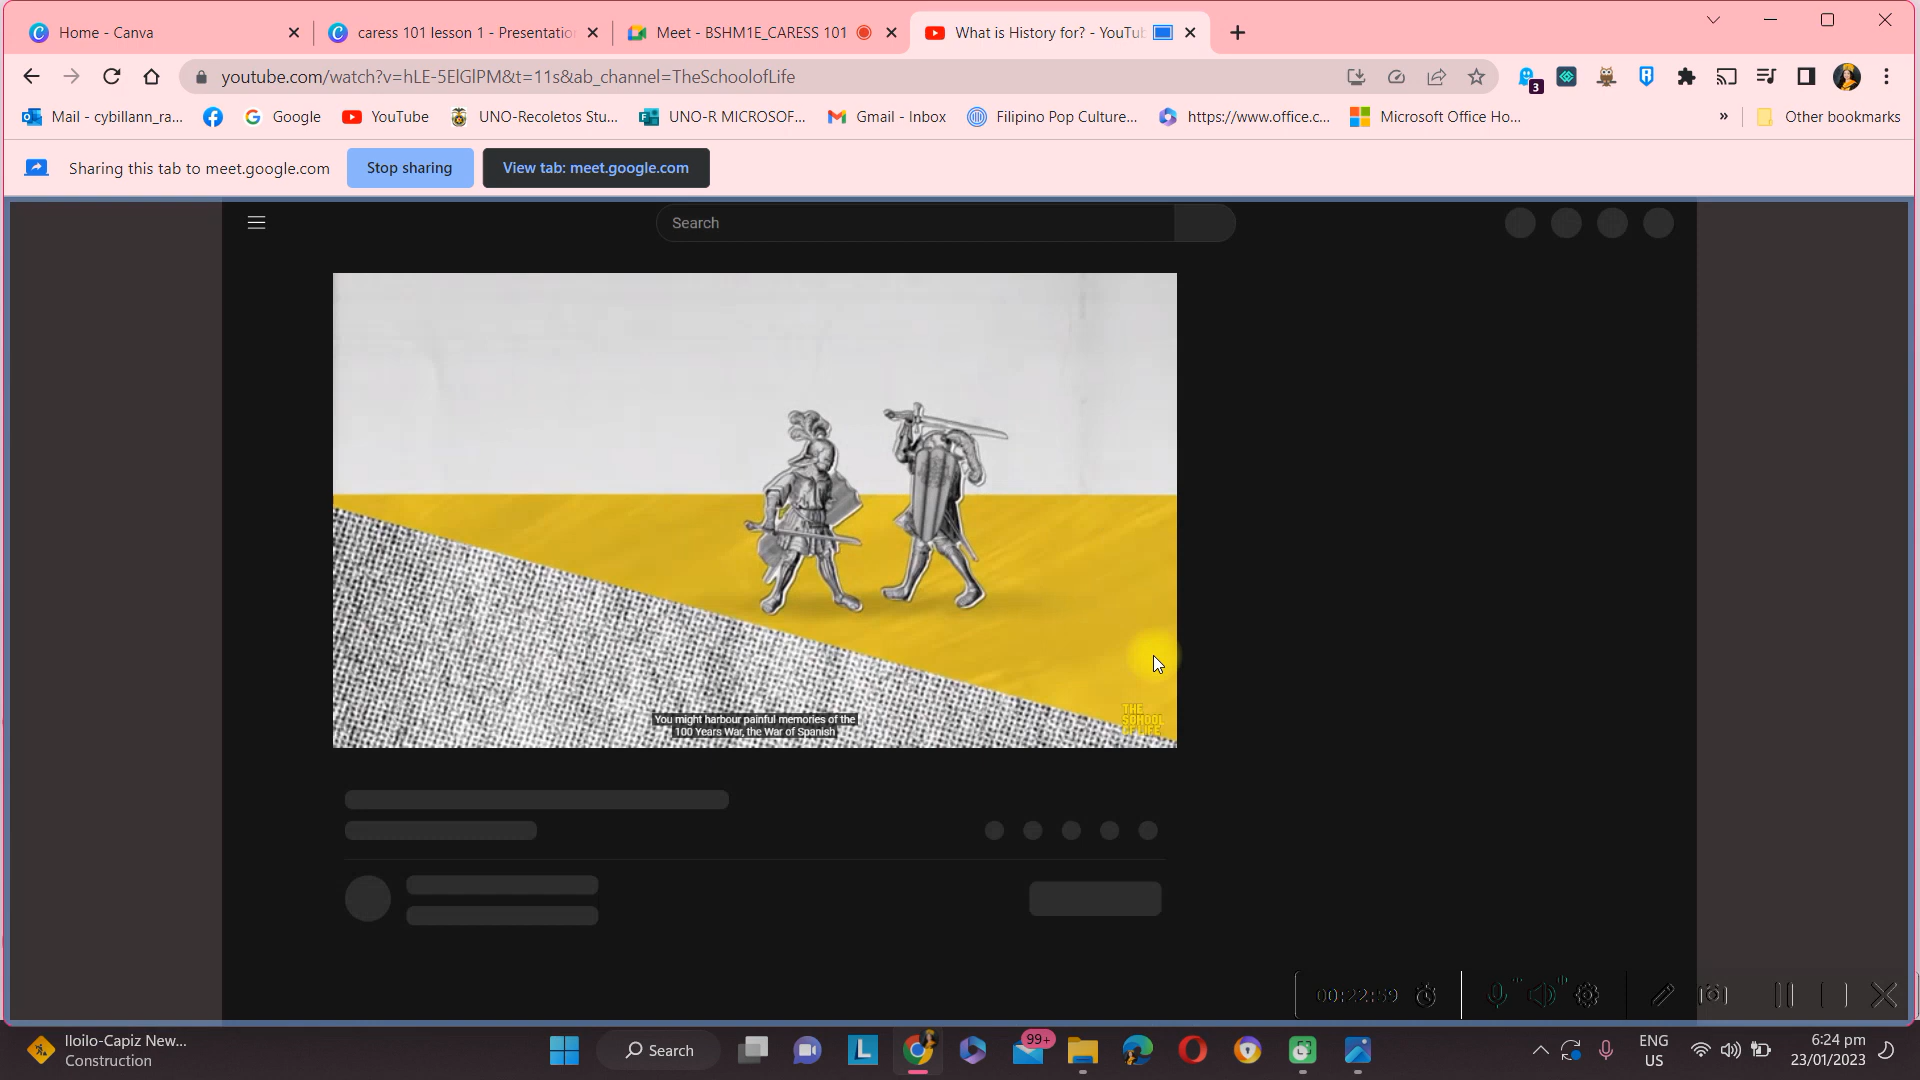 Home - Canva
caress 101 lesson 1 - Presentatio
Meet - BSHM1E_CARESS 101
What is History for? - YouTu
youtube.com/watch?v=hLE-5ElGlPM&t=11s&ab_channel=TheSchoolofLife
3
Mail - cybillann_ra...
Google
YouTube
UNO-Recoletos Stu...
UNO-R MICROSOF...
Gmail - Inbox
Filipino Pop Culture...
https://www.office.c...
Microsoft Office Ho...
»
Other bookmarks
Sharing this tab to meet.google.com
Stop sharing
View tab: meet.google.com
Search
You might harbour painful memories of the
100 Years War, the War of Spanish
THE
SCHOOL
OF LIFE
00:22:59
Iloilo-Capiz New...
Construction
Search
99+
ENG
US
6:24 pm
23/01/2023